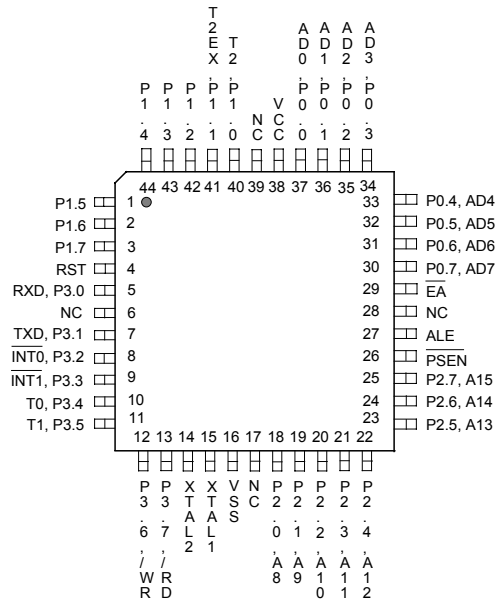 P1.4
P1.3
P1.2
T2EX,P1.1
T2,P1.0
NC
VCC
AD0,P0.0
AD1,P0.1
AD2,P0.2
AD3,P0.3
44 43 42 41 40 39 38 37 36 35 34
P1.5 1
P1.6 2
P1.7 3
RST 4
RXD, P3.0 5
NC 6
TXD, P3.1 7
INT0, P3.2 8
INT1, P3.3 9
T0, P3.4 10
T1, P3.5 11
33 P0.4, AD4
32 P0.5, AD5
31 P0.6, AD6
30 P0.7, AD7
29 EA
28 NC
27 ALE
26 PSEN
25 P2.7, A15
24 P2.6, A14
23 P2.5, A13
12 13 14 15 16 17 18 19 20 21 22
P3.6,/WR
P3.7,/RD
XTAL2
XTAL1
VSS
NC
P2.0,A8
P2.1,A9
P2.2,A10
P2.3,A11
P2.4,A12